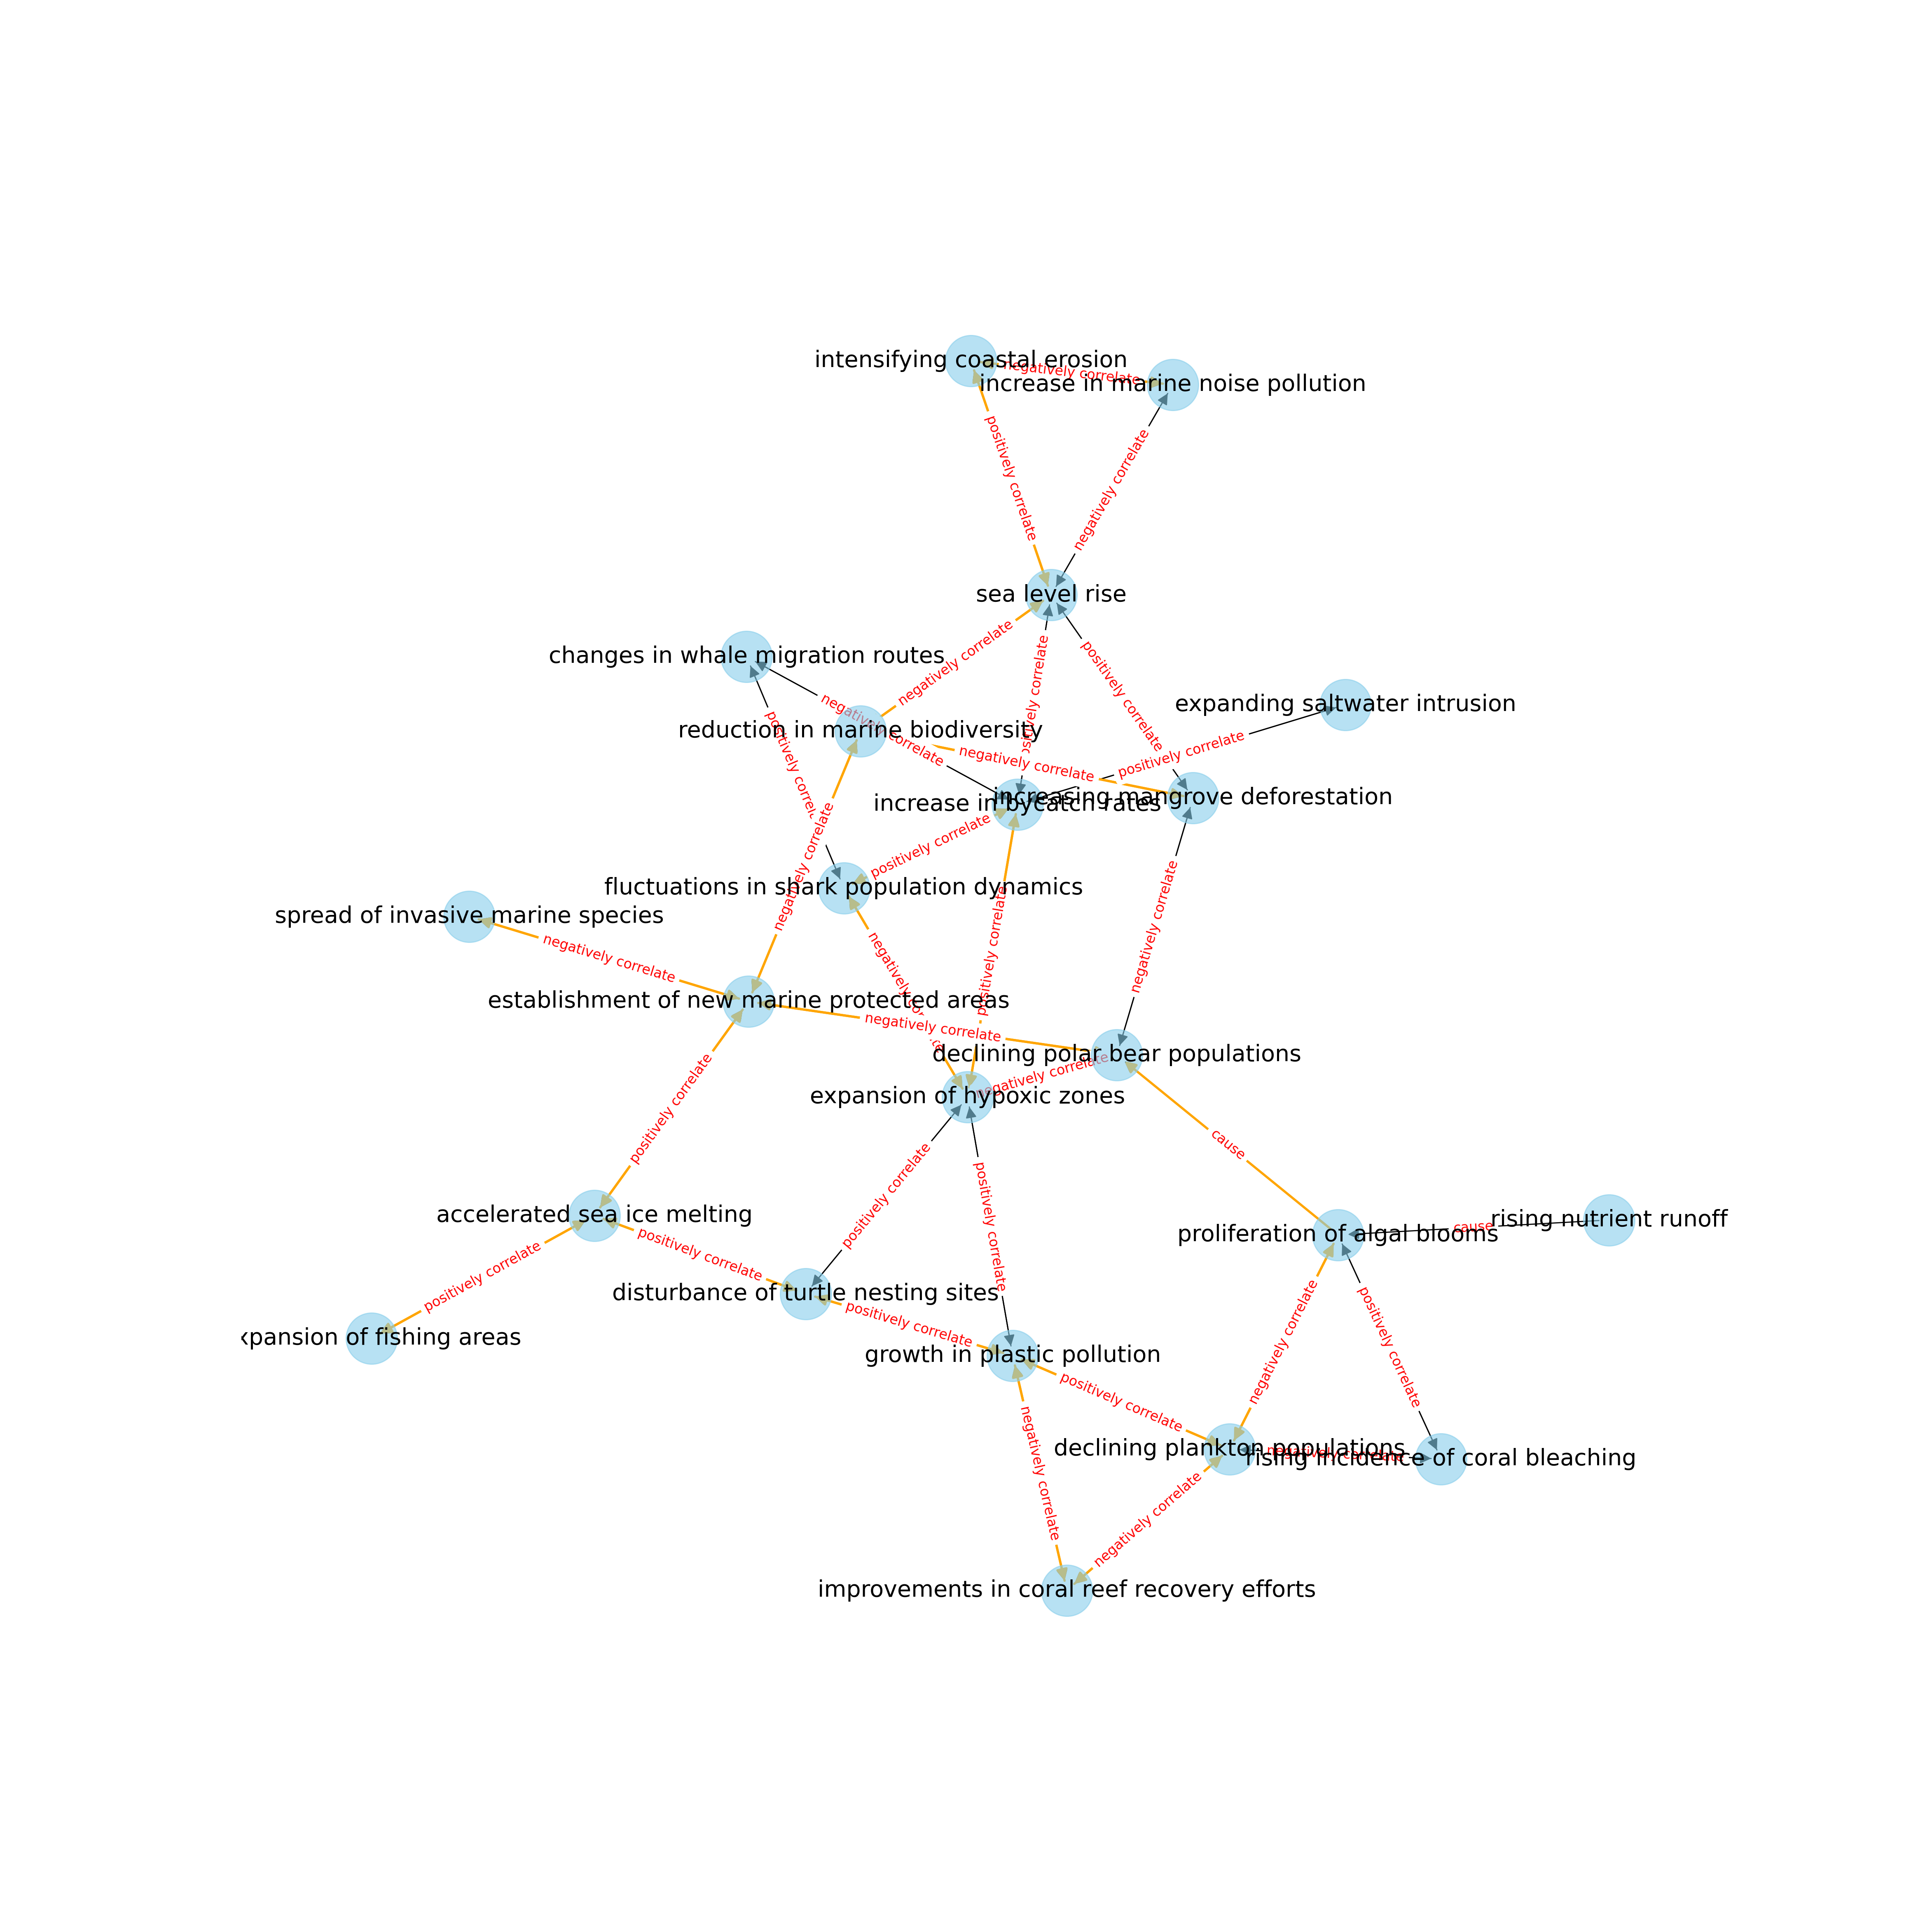 intensifying coastal erosion
negatively correlate
increase in marine noise pollution
positively correlate
negatively correlate
sea level rise
negatively correlate
changes in whale migration routes
positively correlate
expanding saltwater intrusion
negatively correlate
reduction in marine biodiversity
positively correlate
negatively correlate
positively correlate
increasing mangrove deforestation
increase in bycatch rates
positively correlate
negatively correlate
fluctuations in shark population dynamics
spread of invasive marine species
negatively correlate
negatively correlate
negatively correlate
positively correlate
establishment of new marine protected areas
negatively correlate
declining polar bear populations
negatively correlate
expansion of hypoxic zones
positively correlate
cause
positively correlate
accelerated sea ice melting
positively correlate
positively correlate
proliferation of algal blooms
cause
rising nutrient runoff
positively correlate
disturbance of turtle nesting sites
positively correlate
xpansion of fishing areas
growth in plastic pollution
negatively correlate
positively correlate
positively correlate
declining plankton populations
negatively correlate
rising incidence of coral bleaching
negatively correlate
negatively correlate
improvements in coral reef recovery efforts